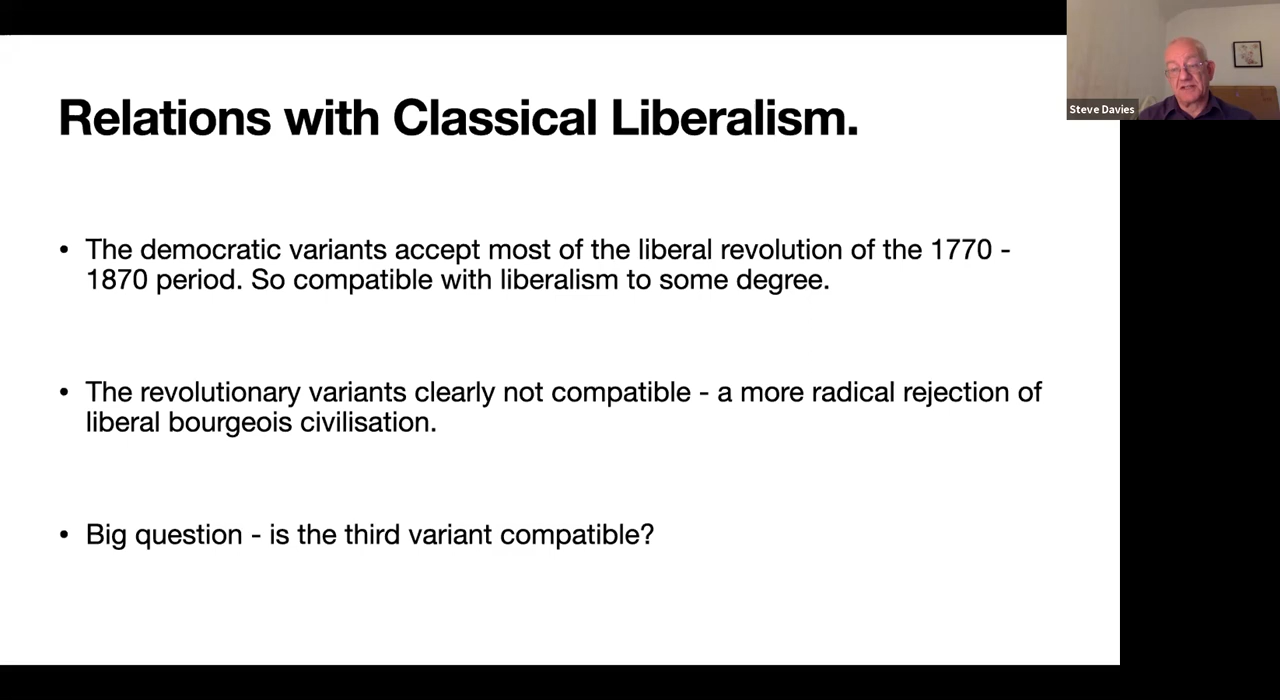 Relations with Classical Liberalism.
Steve Davies
• The democratic variants accept most of the liberal revolution of the 1770 -
1870 period. So compatible with liberalism to some degree.
• The revolutionary variants clearly not compatible - a more radical rejection of
liberal bourgeois civilisation.
• Big question - is the third variant compatible?